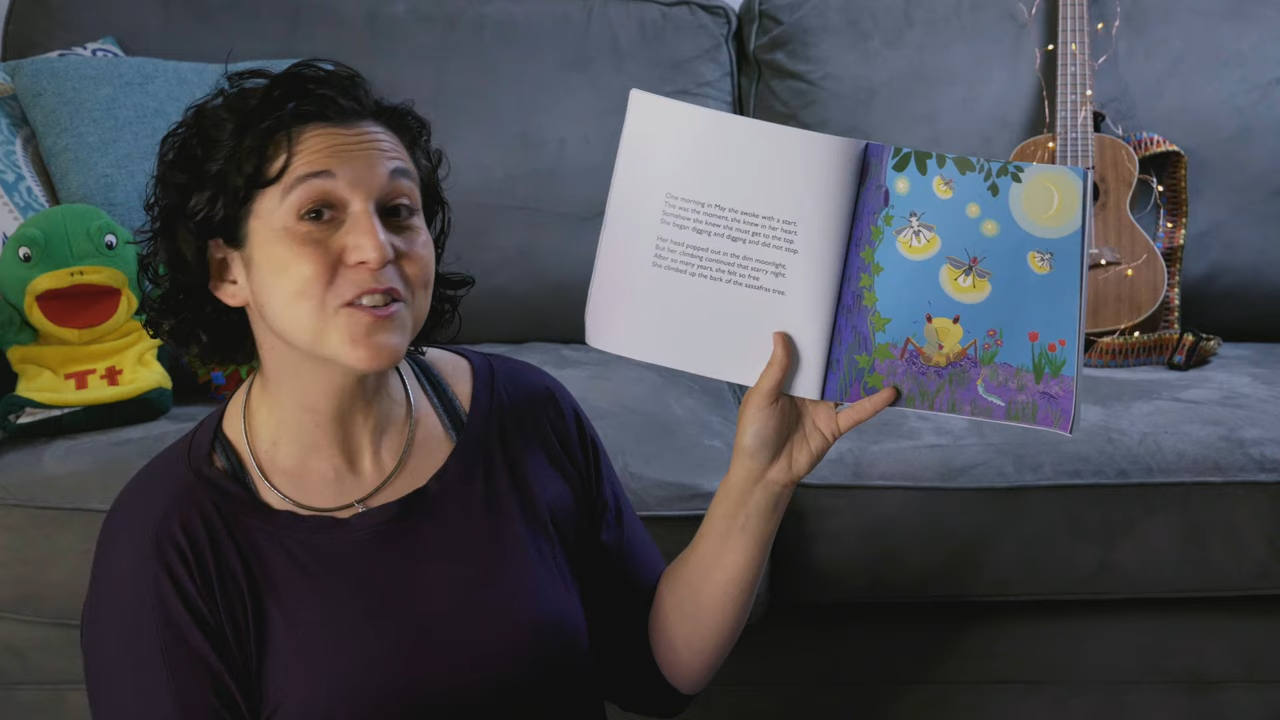 One morning in May she awoke with a start.
This was the moment, she knew in her heart.
Somehow she knew she must get to the top.
She began digging and digging and did not stop.
Her head popped out in the dim moonlight,
But her climbing continued that starry night.
After so many years, she felt so free
She climbed up the bark of the sassafras tree.
Tt